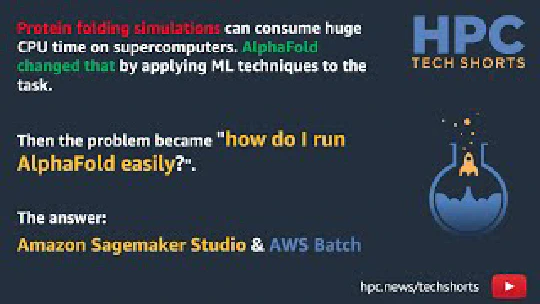 Protein folding simulations can consume huge
CPU time on supercomputers. AlphaFold
changed that by applying ML techniques to the
task.
HPC
TECH SHORTS
Then the problem became "how do I run
AlphaFold easily?".
The answer:
Amazon Sagemaker Studio & AWS Batch
hpc.news/techshorts